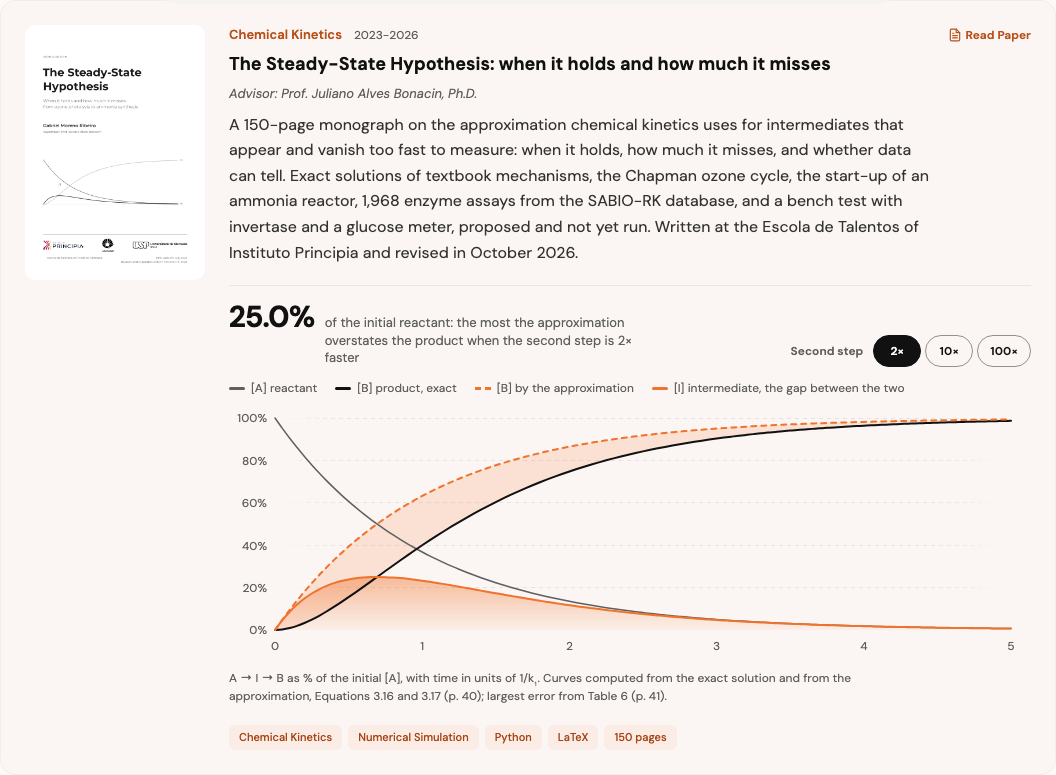 Chemical Kinetics 2023-2026
Read Paper
The Steady-State Hypothesis: when it holds and how much it misses
Advisor: Prof. Juliano Alves Bonacin, Ph.D.
A 150-page monograph on the approximation chemical kinetics uses for intermediates that
appear and vanish too fast to measure: when it holds, how much it misses, and whether data
can tell. Exact solutions of textbook mechanisms, the Chapman ozone cycle, the start-up of an
ammonia reactor, 1,968 enzyme assays from the SABIO-RK database, and a bench test with
invertase and a glucose meter, proposed and not yet run. Written at the Escola de Talentos of
Instituto Principia and revised in October 2026.
The Steady-State
Hypothesis
Gabriel Moreno Ribeiro
PRINCIPIA
USP
25.0% of the initial reactant: the most the approximation
overstates the product when the second step is 2×
faster
Second step 2× 10× 100×
[A] reactant [B] product, exact [B] by the approximation [I] intermediate, the gap between the two
100%
80%
60%
40%
20%
0%
0 1 2 3 4 5
A → I → B as % of the initial [A], with time in units of 1/k₁. Curves computed from the exact solution and from the
approximation, Equations 3.16 and 3.17 (p. 40); largest error from Table 6 (p. 41).
Chemical Kinetics Numerical Simulation Python LaTeX 150 pages